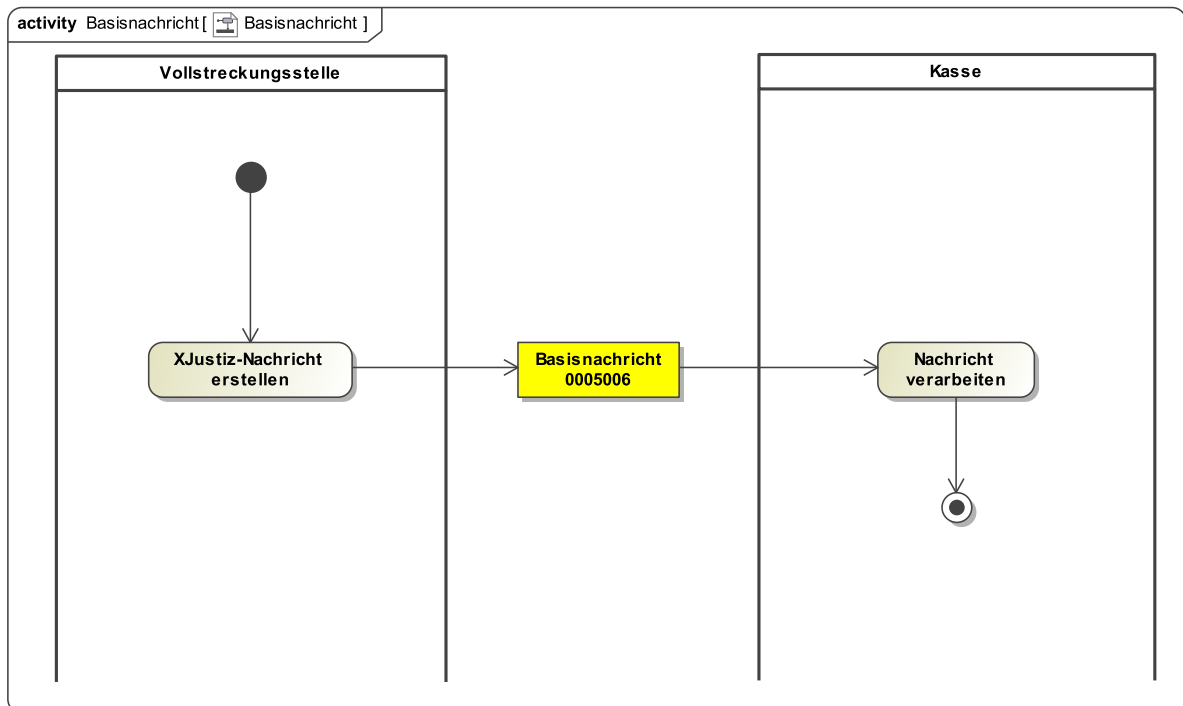 activity Basisnachricht [ Basisnachricht ]
Vollstreckungsstelle
Kasse
XJustiz-Nachricht
erstellen
Basisnachricht
0005006
Nachricht
verarbeiten